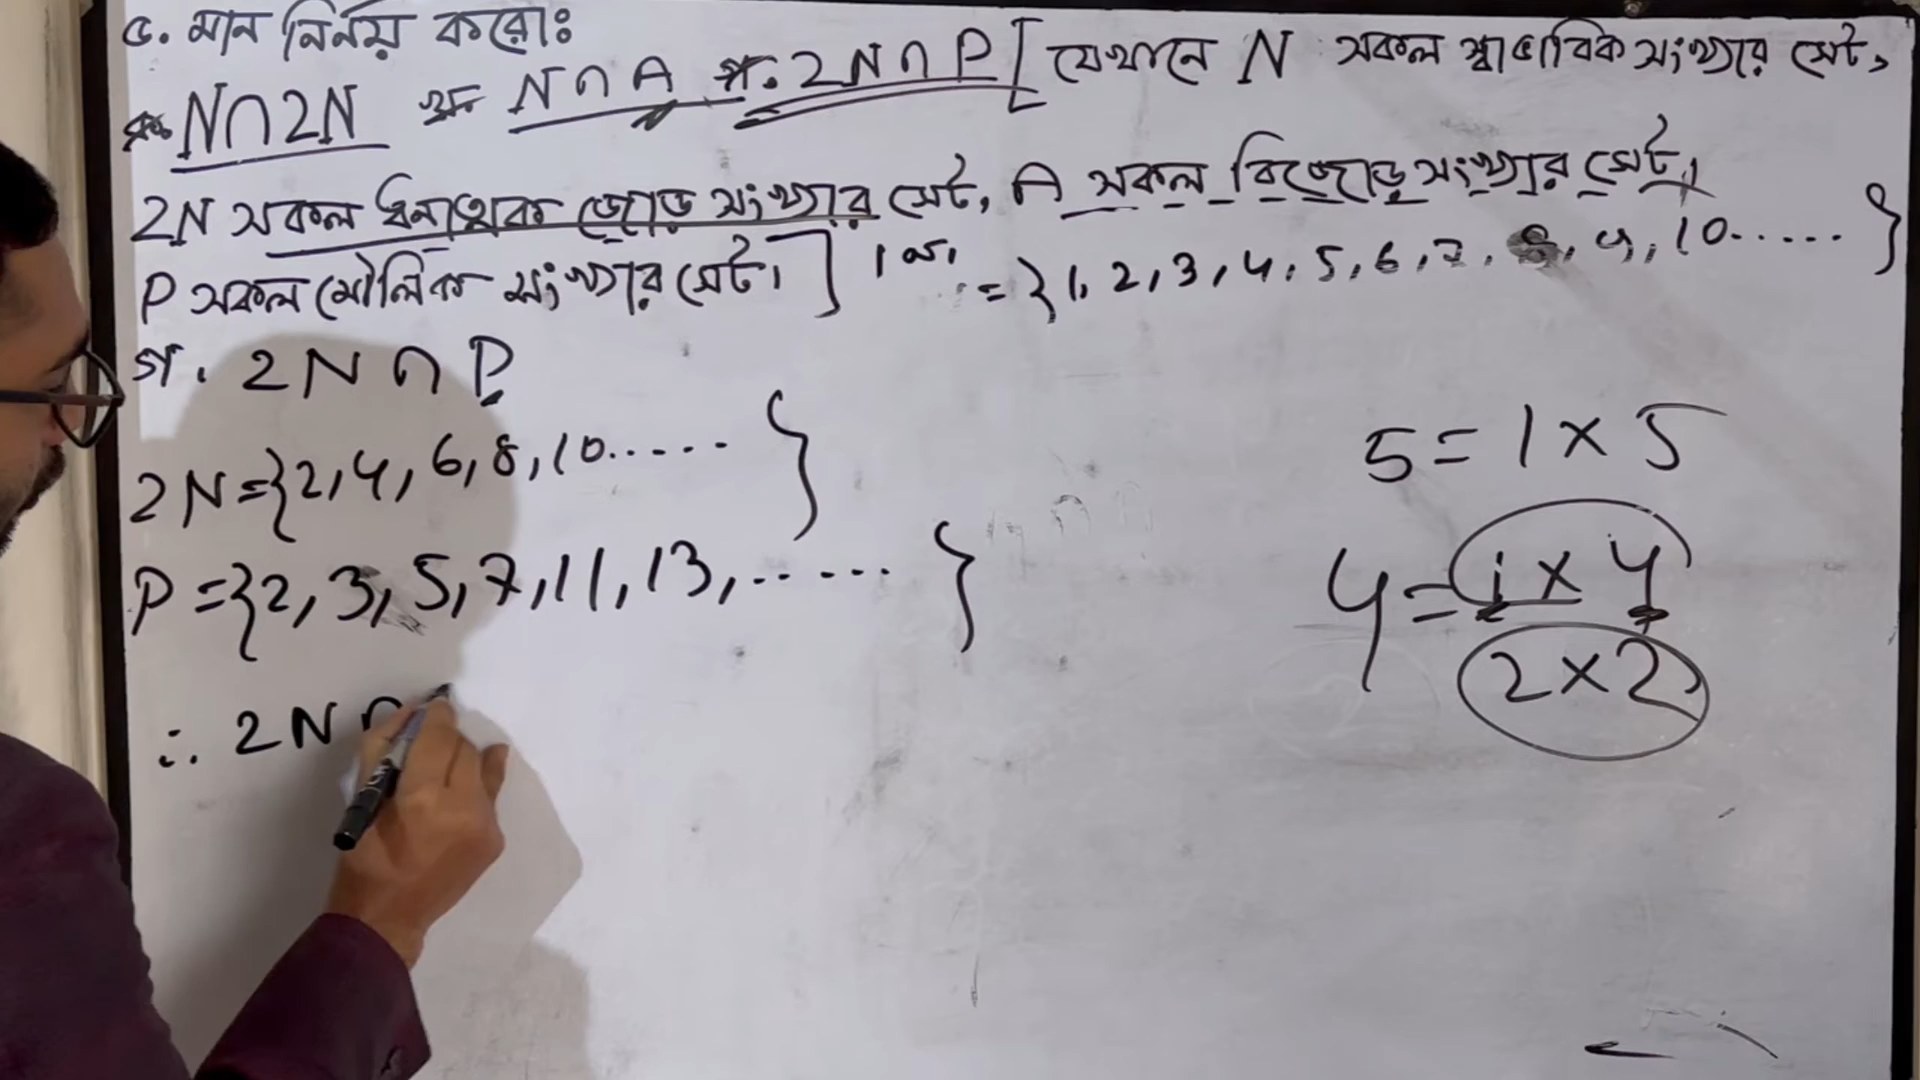 ৫. মান নির্নয় করোঃ
ক. N∩2N খ. N∩A গ. 2N∩P [ যেখানে N সকল স্বাভাবিক সংখ্যার সেট,
2N সকল ধনাত্মক জোড় সংখ্যার সেট, A সকল বিজোড় সংখ্যার সেট,
P সকল মৌলিক সংখ্যার সেট। ]
= {1, 2, 3, 4, 5, 6, 7, 8, 9, 10..... }
গ. 2N∩P
2N={2, 4, 6, 8, 10..... }
P={2, 3, 5, 7, 11, 13, ...... }
∴ 2N∩
5=1×5
4=1×4
2×2